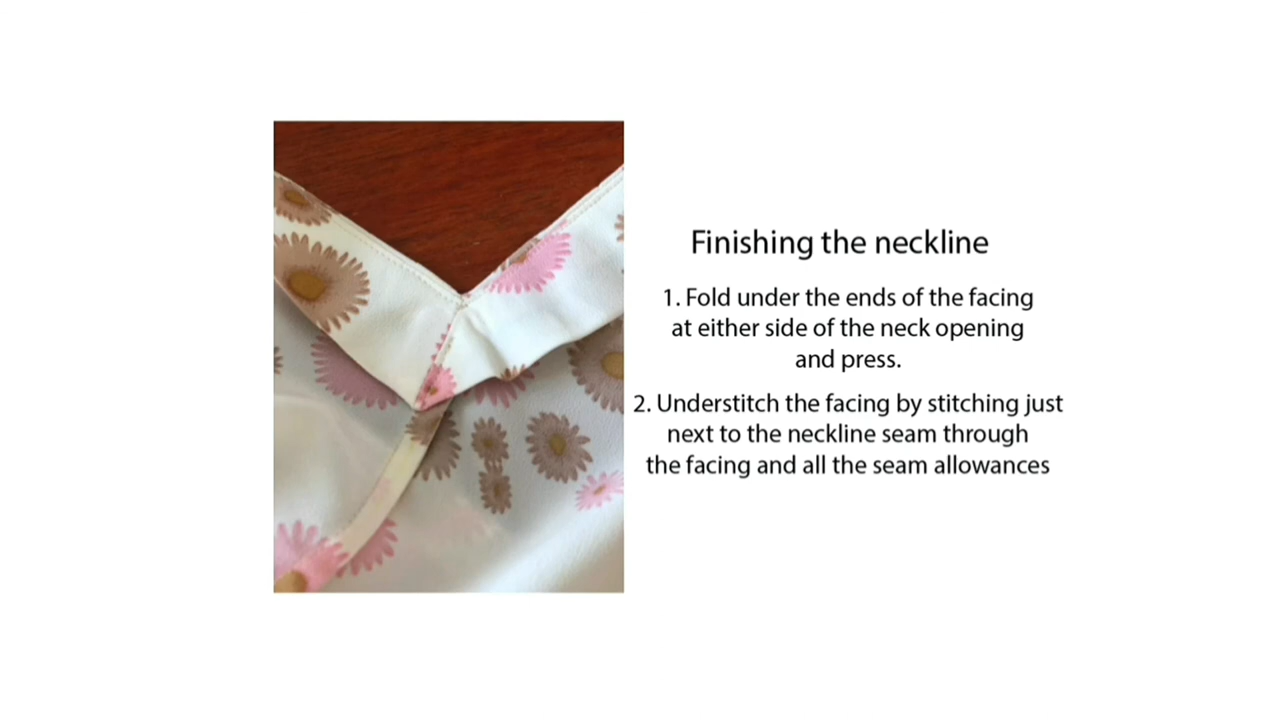 Finishing the neckline
1. Fold under the ends of the facing
at either side of the neck opening
and press.
2. Understitch the facing by stitching just
next to the neckline seam through
the facing and all the seam allowances